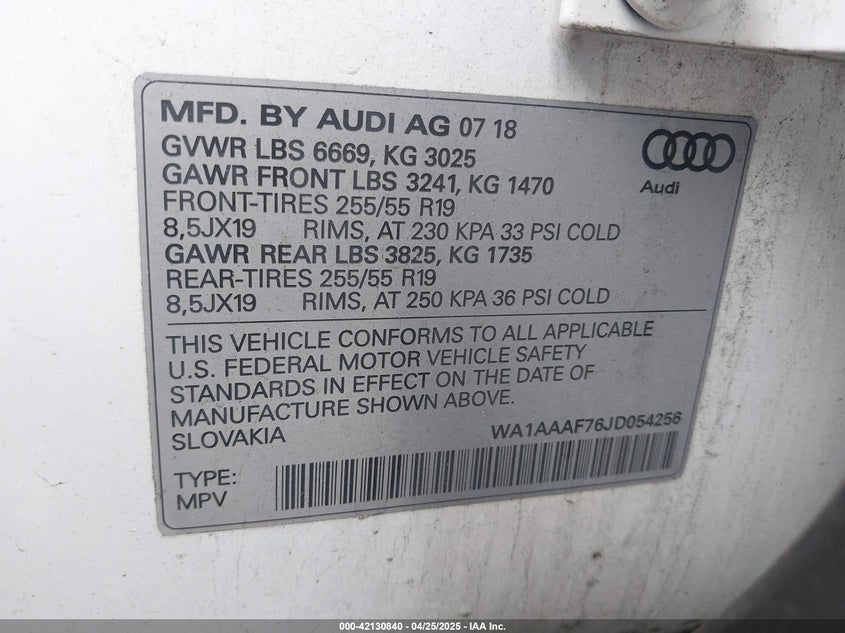 MFD. BY AUDI AG 07 18
GVWR LBS 6669, KG 3025
GAWR FRONT LBS 3241, KG 1470
FRONT-TIRES 255/55 R19
8,5JX19 RIMS, AT 230 KPA 33 PSI COLD
GAWR REAR LBS 3825, KG 1735
REAR-TIRES 255/55 R19
8,5JX19 RIMS, AT 250 KPA 36 PSI COLD
Audi
THIS VEHICLE CONFORMS TO ALL APPLICABLE
U.S. FEDERAL MOTOR VEHICLE SAFETY
STANDARDS IN EFFECT ON THE DATE OF
MANUFACTURE SHOWN ABOVE.
SLOVAKIA WA1AAAF76JD054256
TYPE:
MPV
000-42130840 - 04/25/2025 - IAA Inc.